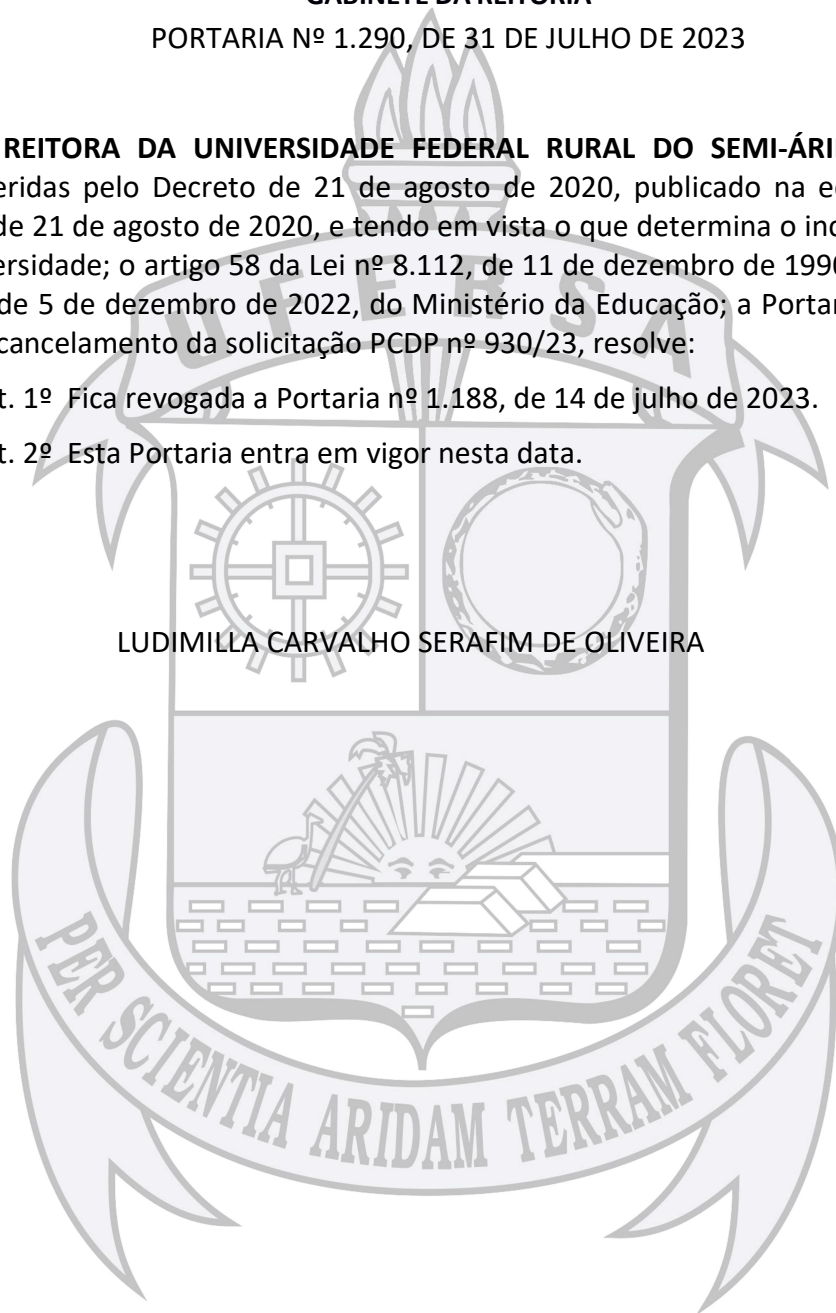 GABINETE DA REITORIA
PORTARIA Nº 1.290, DE 31 DE JULHO DE 2023
REITORA DA UNIVERSIDADE FEDERAL RURAL DO SEMI-ÁRI
eridas pelo Decreto de 21 de agosto de 2020, publicado na e
de 21 de agosto de 2020, e tendo em vista o que determina o inc
ersidade; o artigo 58 da Lei nº 8.112, de 11 de dezembro de 1990
de 5 de dezembro de 2022, do Ministério da Educação; a Portar
cancelamento da solicitação PCDP nº 930/23, resolve:
t. 1º Fica revogada a Portaria nº 1.188, de 14 de julho de 2023.
t. 2º Esta Portaria entra em vigor nesta data.
LUDIMILLA CARVALHO SERAFIM DE OLIVEIRA
UFERSA
PER SCIENTIA ARIDAM TERRAM FLORET